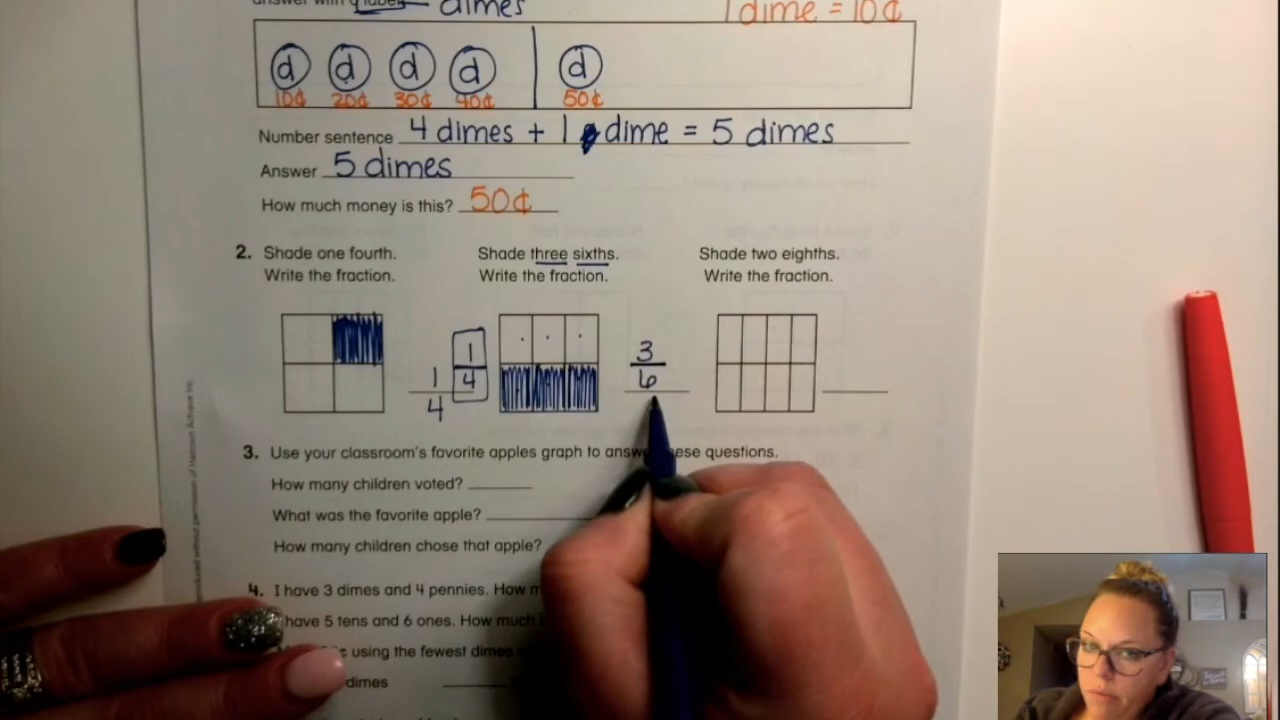 answer with a label dimes 1 dime = 10¢
d d d d d
10¢ 20¢ 30¢ 40¢ 50¢
Number sentence 4 dimes + 1 dime = 5 dimes
Answer 5 dimes
How much money is this? 50¢
2. Shade one fourth. Shade three sixths. Shade two eighths.
Write the fraction. Write the fraction. Write the fraction.
1/4 1/4 3/6
3. Use your classroom's favorite apples graph to ans these questions.
How many children voted?
What was the favorite apple?
How many children chose that apple?
4. I have 3 dimes and 4 pennies. How m
have 5 tens and 6 ones. How much
using the fewest dimes
dimes